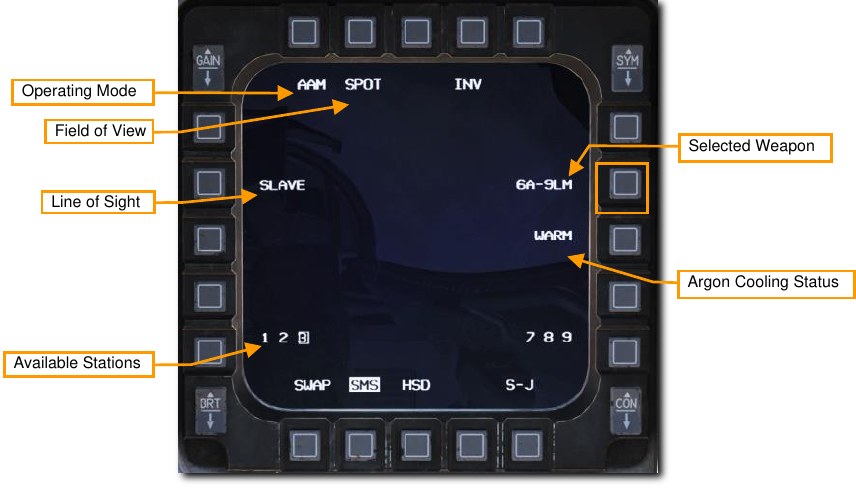 GAIN
SYM
AAM SPOT INV
Operating Mode
Field of View
Selected Weapon
SLAVE
6A-9LM
Line of Sight
WARM
Argon Cooling Status
1 2 3
7 8 9
Available Stations
SWAP SMS HSD S-J
BRT
CON